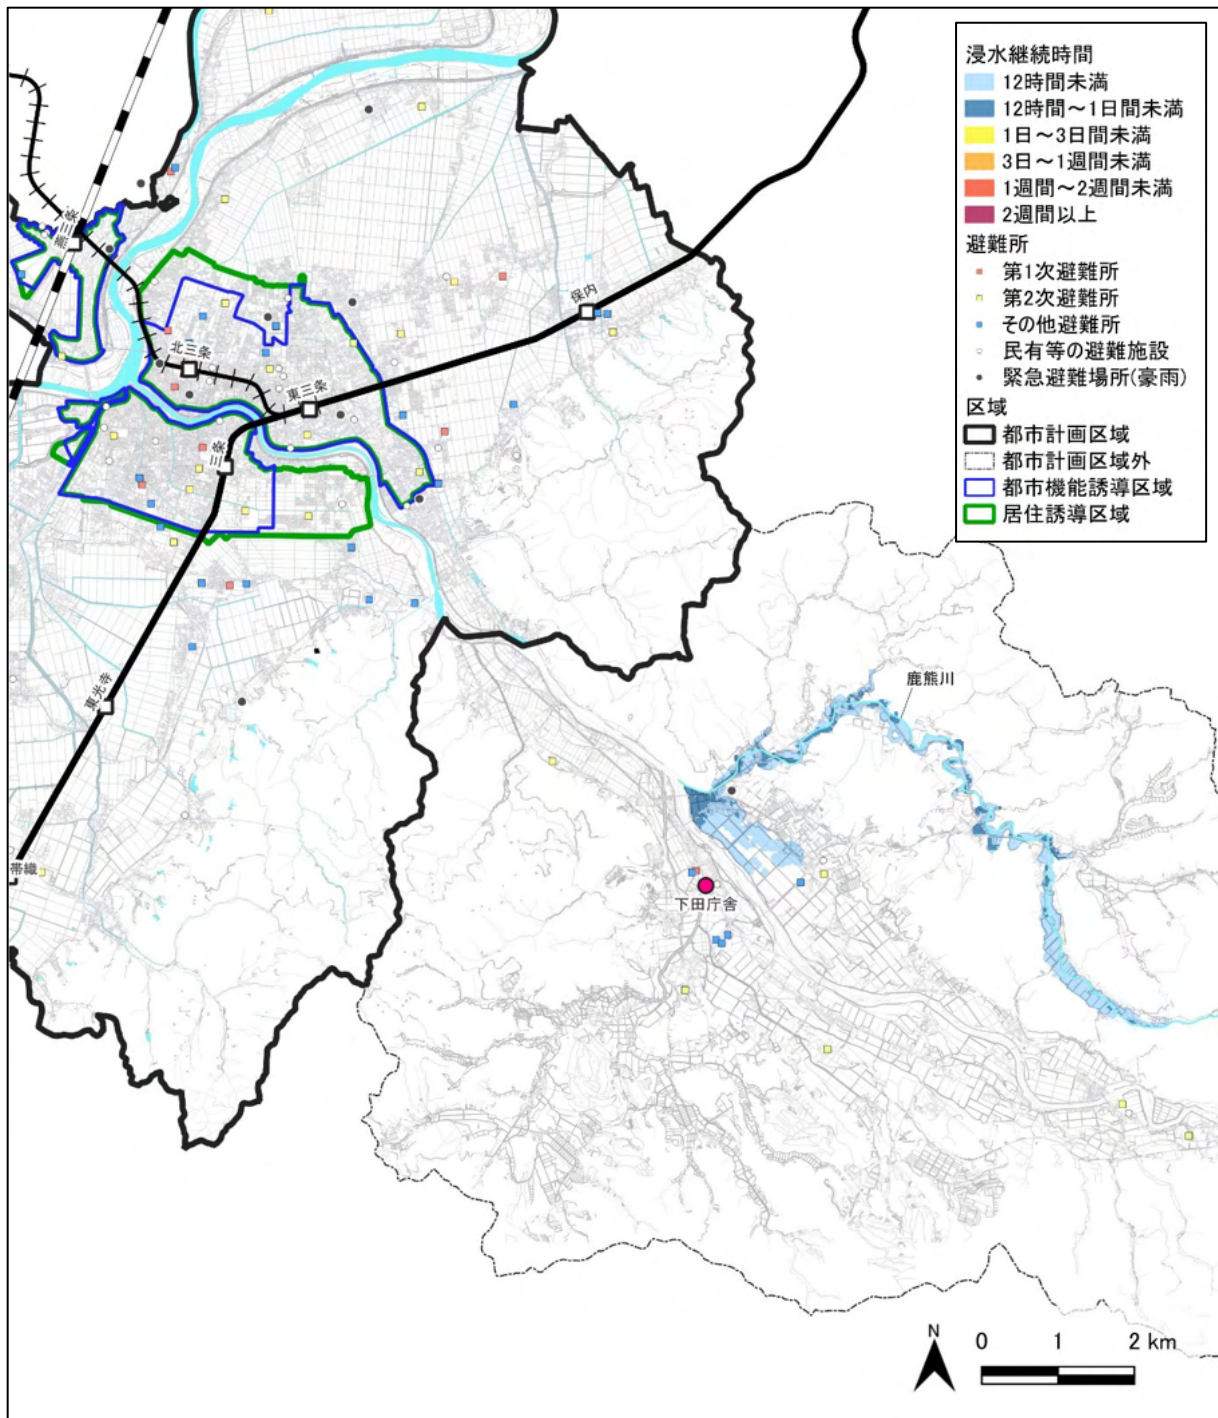 浸水継続時間
12時間未満
12時間～1日間未満
1日～3日間未満
3日～1週間未満
1週間～2週間未満
2週間以上
避難所
第1次避難所
第2次避難所
その他避難所
民有等の避難施設
緊急避難場所(豪雨)
区域
都市計画区域
都市計画区域外
都市機能誘導区域
居住誘導区域
燕三条
保内
北三条
東三条
三条
鹿熊川
東光寺
帯織
下田庁舎
N
0 1 2 km